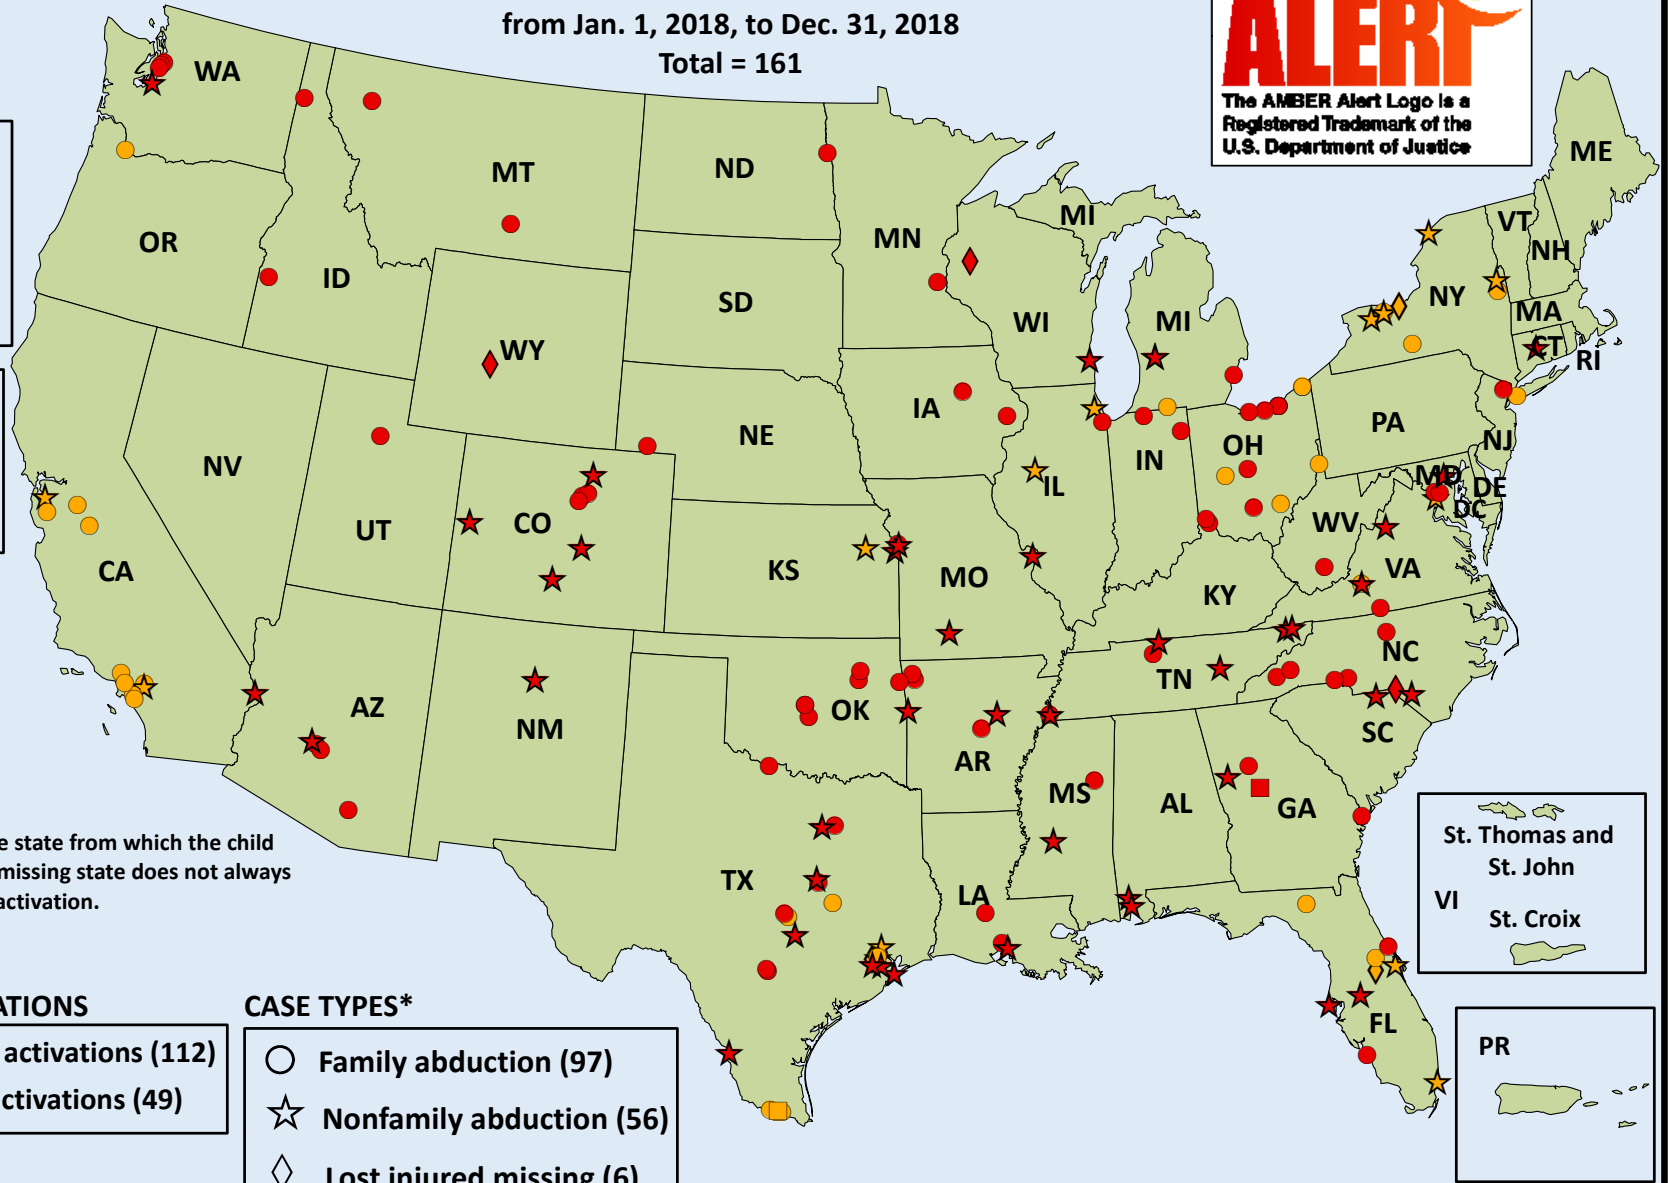 from Jan. 1, 2018, to Dec. 31, 2018
Total = 161
ALERT
The AMBER Alert Logo is a
Registered Trademark of the
U.S. Department of Justice
WA
MT
ND
MN
MI
ME
VT
NH
OR
ID
SD
WI
MI
NY
MA
CT
RI
WY
IA
NE
PA
NJ
NV
UT
CO
IL
IN
OH
MD
DE
DC
WV
VA
CA
KS
MO
KY
AZ
NM
OK
AR
TN
NC
SC
MS
AL
GA
TX
LA
FL
e state from which the child
missing state does not always
activation.
St. Thomas and
St. John
VI
St. Croix
PR
ATIONS
activations (112)
ctivations (49)
CASE TYPES*
Family abduction (97)
Nonfamily abduction (56)
Lost injured missing (6)